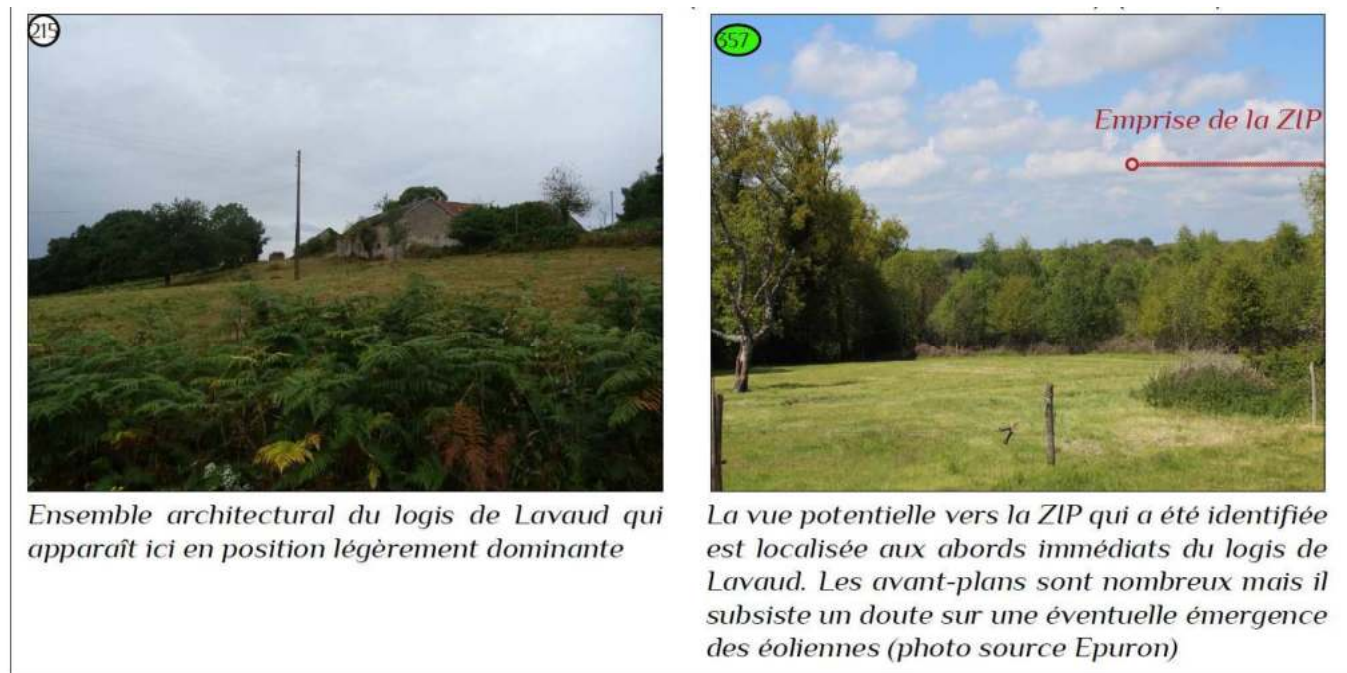 215
357
Emprise de la ZIP
Ensemble architectural du logis de Lavaud qui
apparaît ici en position légèrement dominante
La vue potentielle vers la ZIP qui a été identifiée
est localisée aux abords immédiats du logis de
Lavaud. Les avant-plans sont nombreux mais il
subsiste un doute sur une éventuelle émergence
des éoliennes (photo source Epuron)